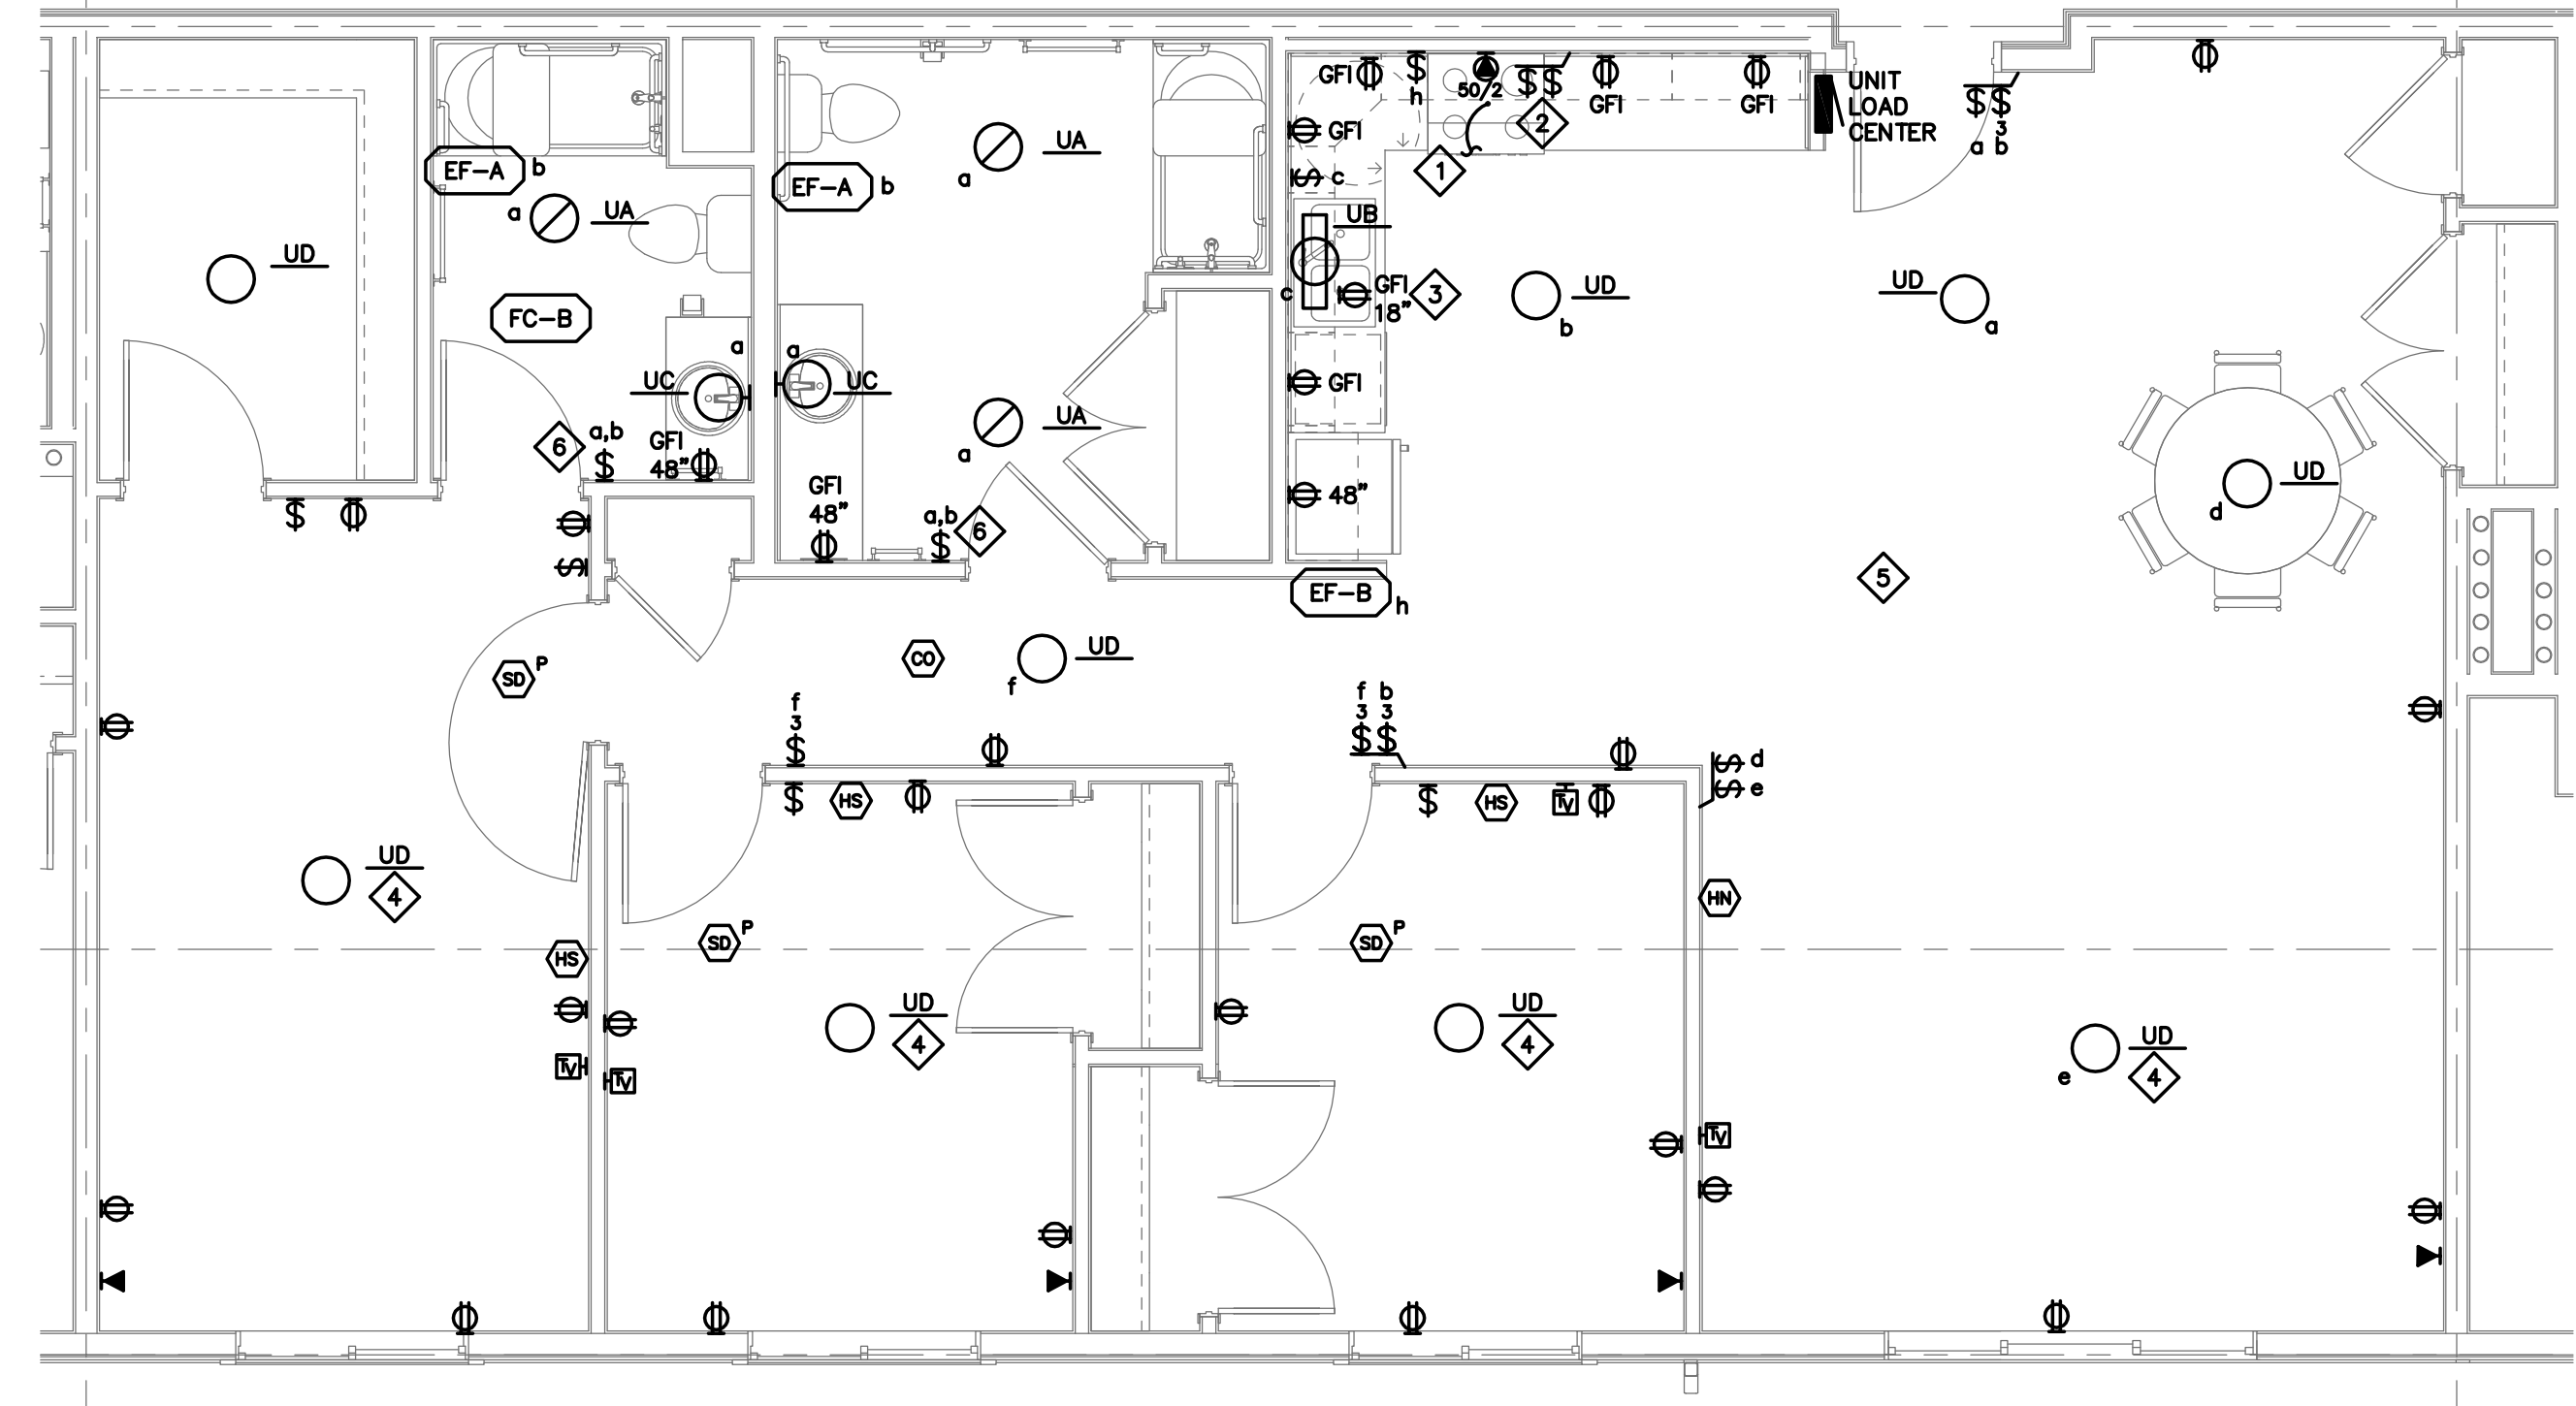 GFI
$
h
50/2
$ $
GFI
GFI
UNIT
LOAD
CENTER
$ $
3
a b
2
GFI
1
$ c
EF-A b
EF-A b
UA
a
a
UA
UD
UB
c
GFI
18"
3
UD
b
UD
a
FC-B
a
UC
a
UC
GFI
UA
a
6
a,b
$
GFI
48"
GFI
48"
a,b
$
6
48"
UD
d
$
$
5
EF-B h
SD P
CO
UD
f
f
3
$
f b
3 3
$ $
$ d
$ e
$
HS
$
HS
TV
UD
4
HN
HS
SD P
SD P
UD
4
UD
4
UD
4
e
TV
TV
TV